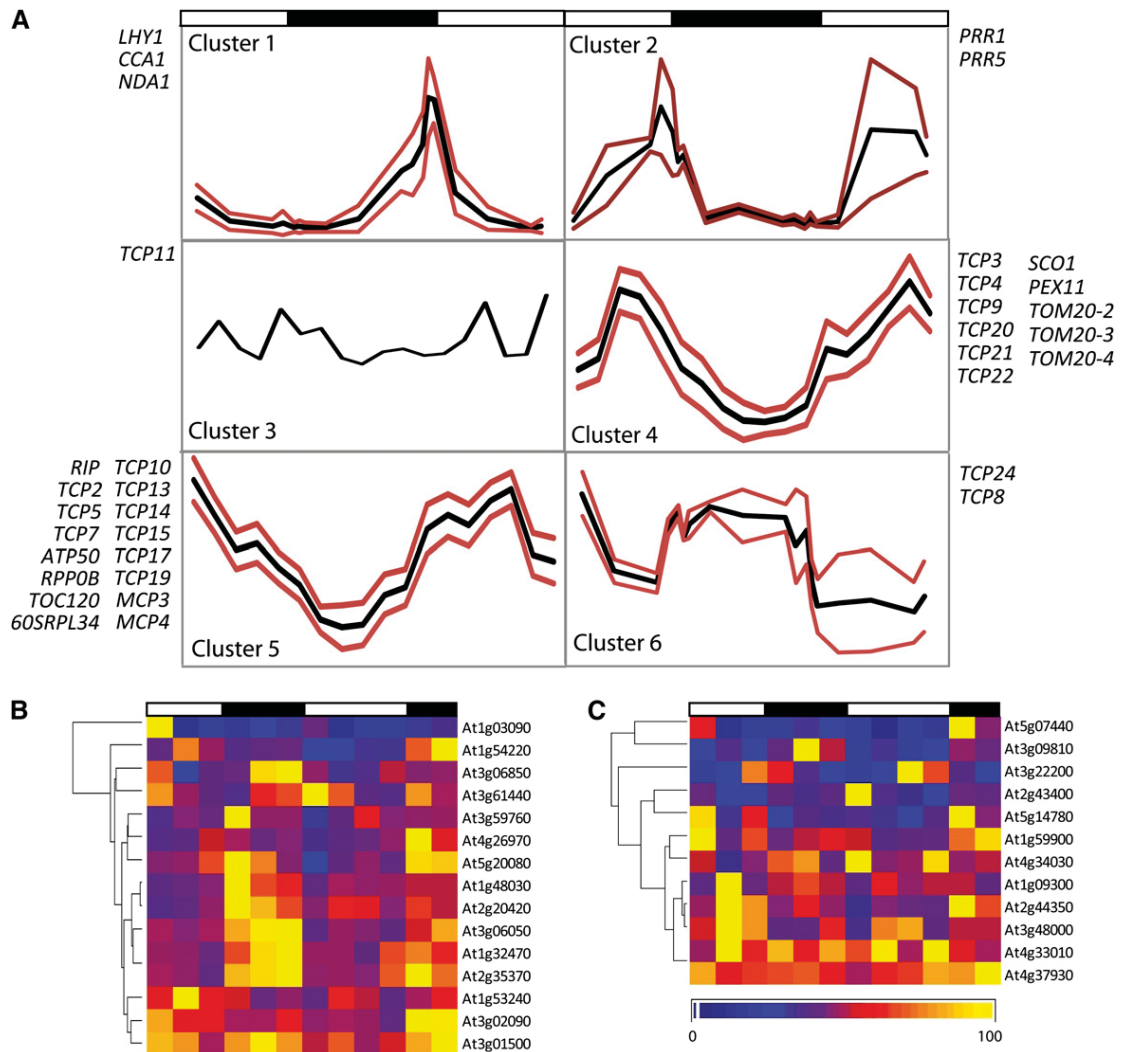 A
LHY1
CCA1
NDA1
Cluster 1
Cluster 2
PRR1
PRR5
TCP11
Cluster 3
Cluster 4
TCP3 SCO1
TCP4 PEX11
TCP9 TOM20-2
TCP20 TOM20-3
TCP21 TOM20-4
TCP22
RIP TCP10
TCP2 TCP13
TCP5 TCP14
TCP7 TCP15
ATP50 TCP17
RPP0B TCP19
TOC120 MCP3
60SRPL34 MCP4
Cluster 5
Cluster 6
TCP24
TCP8
B
At1g03090
At1g54220
At3g06850
At3g61440
At3g59760
At4g26970
At5g20080
At1g48030
At2g20420
At3g06050
At1g32470
At2g35370
At1g53240
At3g02090
At3g01500
C
At5g07440
At3g09810
At3g22200
At2g43400
At5g14780
At1g59900
At4g34030
At1g09300
At2g44350
At3g48000
At4g33010
At4g37930
0 100